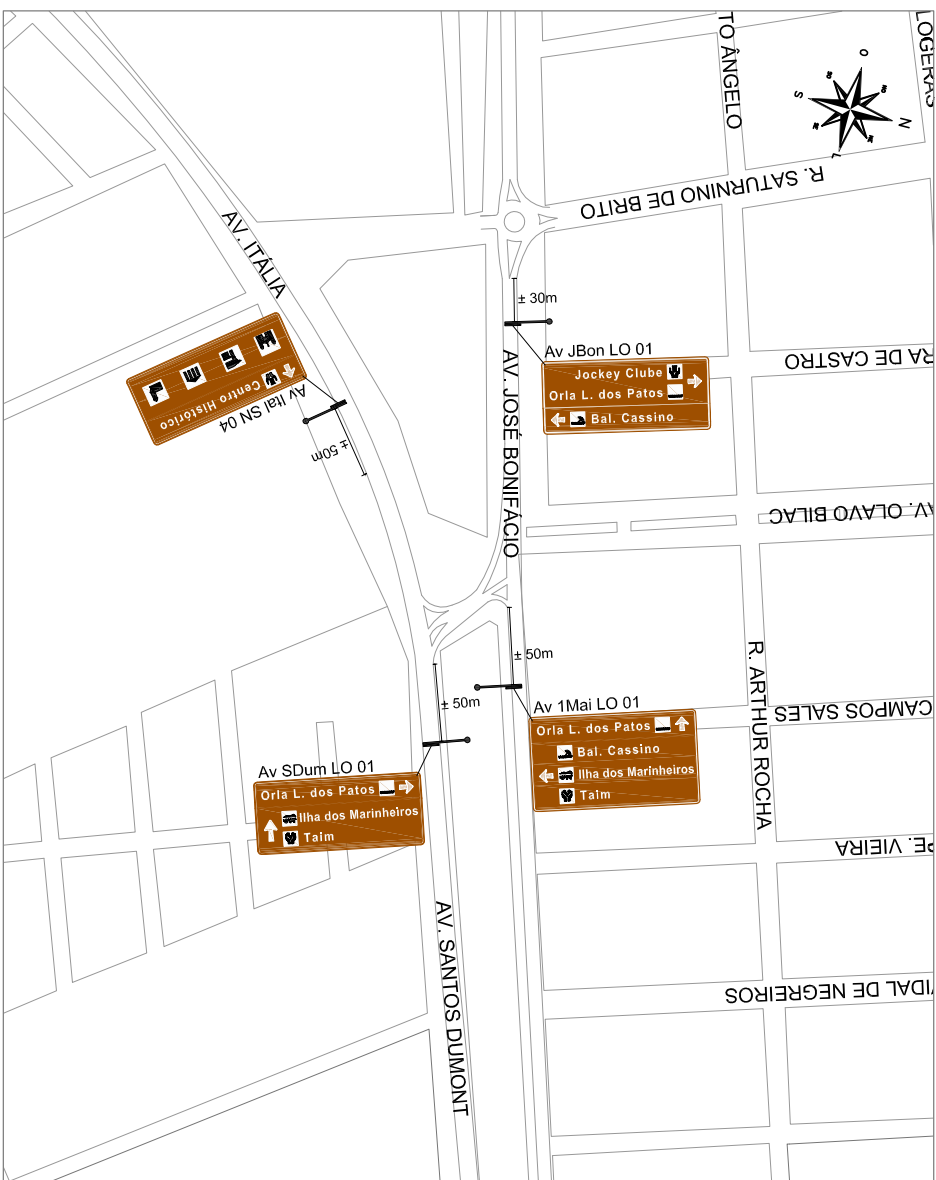 TO ÂNGELO
LOGERAS
O
S
N
L
R. SATURNINO DE BRITO
AV. ITÁLIA
± 30m
Av JBon LO 01
Jockey Clube
Orla L. dos Patos
Bal. Cassino
RA DE CASTRO
Centro Histórico
Av Ital SN 04
± 50m
AV. JOSÉ BONIFÁCIO
AV. OLAVO BILAC
± 50m
Av 1Mai LO 01
Orla L. dos Patos
Bal. Cassino
Ilha dos Marinheiros
Taim
R. ARTHUR ROCHA
CAMPOS SALES
± 50m
Av SDum LO 01
Orla L. dos Patos
Ilha dos Marinheiros
Taim
PE. VIEIRA
AV. SANTOS DUMONT
VIDAL DE NEGREIROS